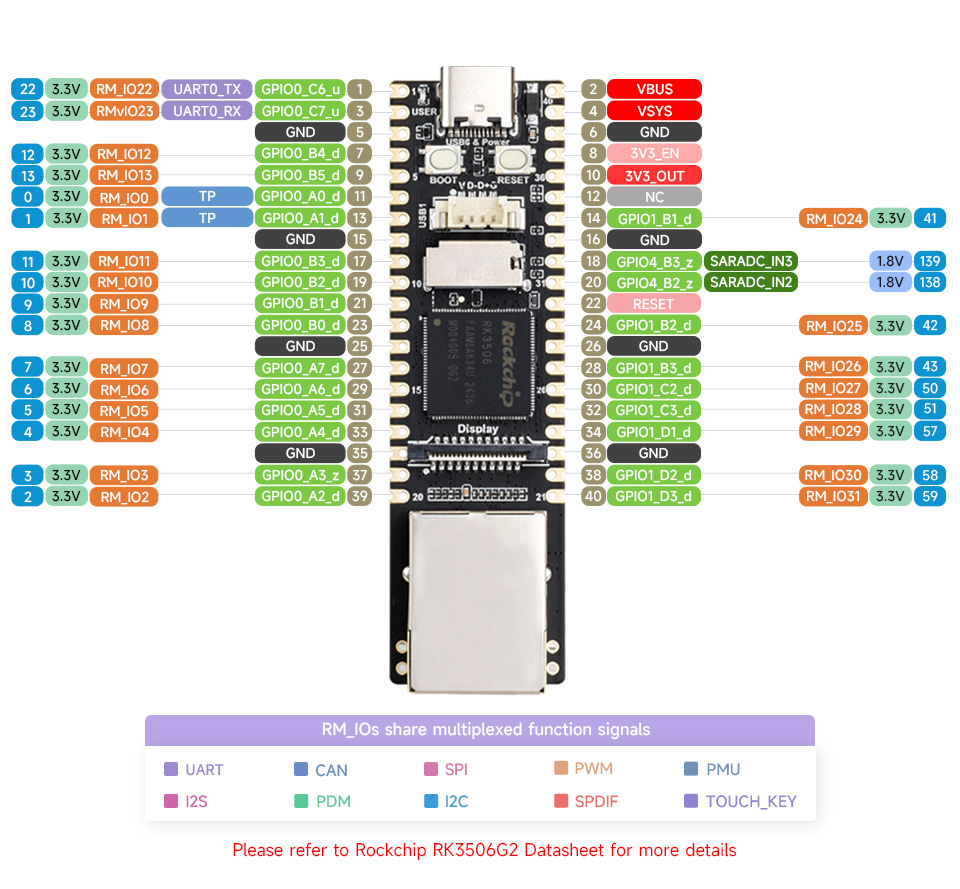 22 3.3V RM_IO22 UART0_TX GPIO0_C6_u 1
23 3.3V RMvIO23 UART0_RX GPIO0_C7_u 3
GND 5
12 3.3V RM_IO12 GPIO0_B4_d 7
13 3.3V RM_IO13 GPIO0_B5_d 9
0 3.3V RM_IO0 TP GPIO0_A0_d 11
1 3.3V RM_IO1 TP GPIO0_A1_d 13
GND 15
11 3.3V RM_IO11 GPIO0_B3_d 17
10 3.3V RM_IO10 GPIO0_B2_d 19
9 3.3V RM_IO9 GPIO0_B1_d 21
8 3.3V RM_IO8 GPIO0_B0_d 23
GND 25
7 3.3V RM_IO7 GPIO0_A7_d 27
6 3.3V RM_IO6 GPIO0_A6_d 29
5 3.3V RM_IO5 GPIO0_A5_d 31
4 3.3V RM_IO4 GPIO0_A4_d 33
GND 35
3 3.3V RM_IO3 GPIO0_A3_z 37
2 3.3V RM_IO2 GPIO0_A2_d 39
1 40
USER
USB0 & Power
5 BOOT RESET 36
V D- D+ G
USB1
10 31
Rockchip
RK3506
15 20
Display
20 21
2 VBUS
4 VSYS
6 GND
8 3V3_EN
10 3V3_OUT
12 NC
14 GPIO1_B1_d RM_IO24 3.3V 41
16 GND
18 GPIO4_B3_z SARADC_IN3 1.8V 139
20 GPIO4_B2_z SARADC_IN2 1.8V 138
22 RESET
24 GPIO1_B2_d RM_IO25 3.3V 42
26 GND
28 GPIO1_B3_d RM_IO26 3.3V 43
30 GPIO1_C2_d RM_IO27 3.3V 50
32 GPIO1_C3_d RM_IO28 3.3V 51
34 GPIO1_D1_d RM_IO29 3.3V 57
36 GND
38 GPIO1_D2_d RM_IO30 3.3V 58
40 GPIO1_D3_d RM_IO31 3.3V 59
RM_IOs share multiplexed function signals
UART CAN SPI PWM PMU
I2S PDM I2C SPDIF TOUCH_KEY
Please refer to Rockchip RK3506G2 Datasheet for more details